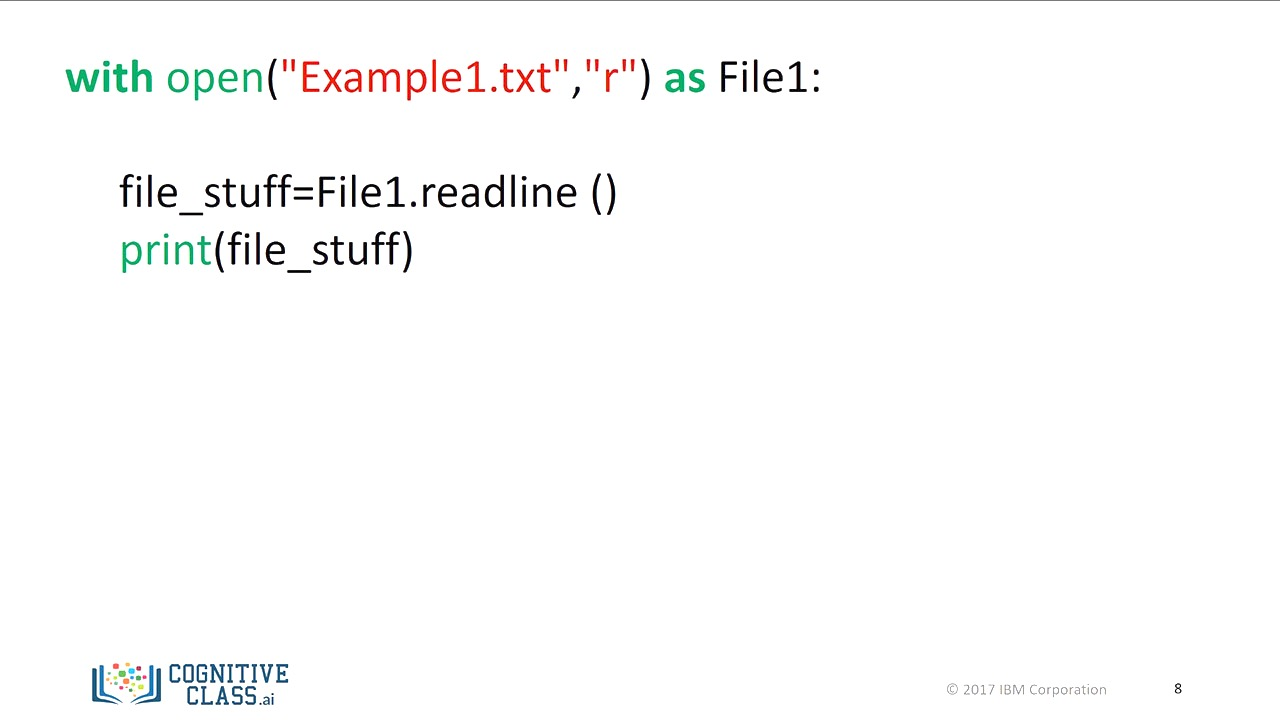 with open("Example1.txt","r") as File1:
file_stuff=File1.readline ()
print(file_stuff)
COGNITIVE
CLASS.ai
© 2017 IBM Corporation
8